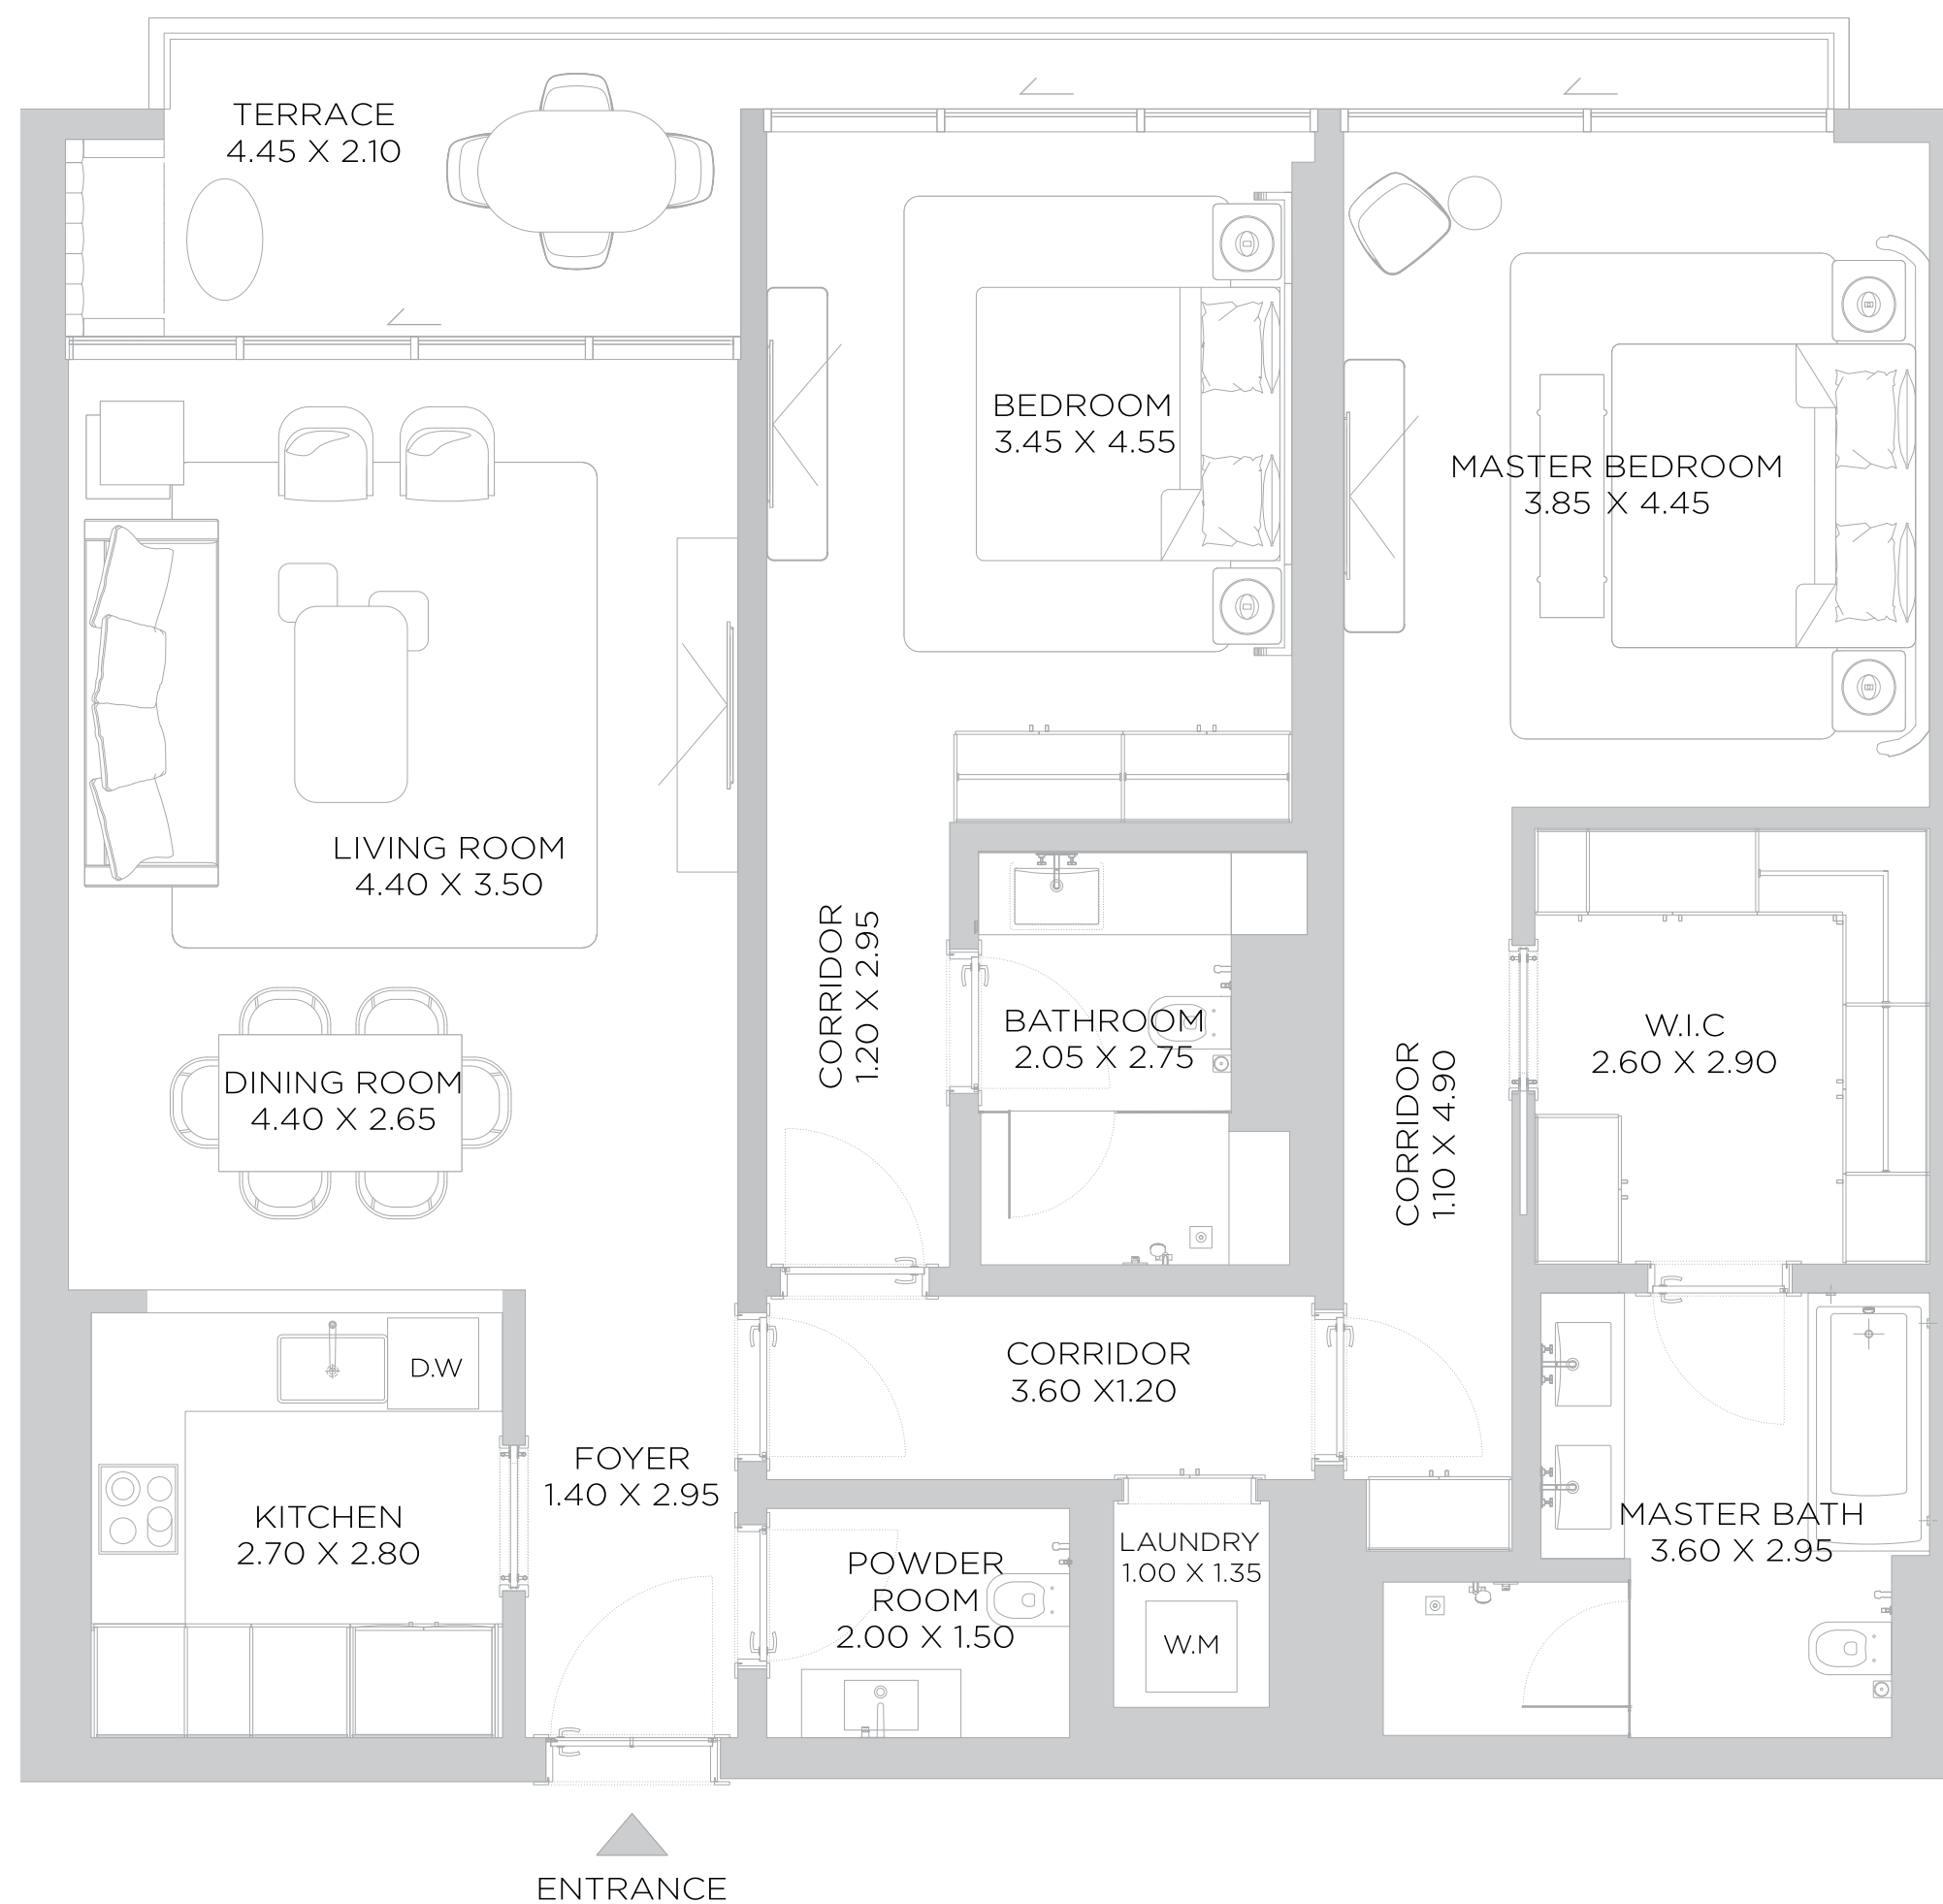 TERRACE
4.45 X 2.10
BEDROOM
3.45 X 4.55
MASTER BEDROOM
3.85 X 4.45
LIVING ROOM
4.40 X 3.50
CORRIDOR
1.20 X 2.95
BATHROOM
2.05 X 2.75
W.I.C
2.60 X 2.90
DINING ROOM
4.40 X 2.65
CORRIDOR
1.10 X 4.90
CORRIDOR
3.60 X1.20
D.W
FOYER
1.40 X 2.95
KITCHEN
2.70 X 2.80
MASTER BATH
3.60 X 2.95
LAUNDRY
1.00 X 1.35
POWDER
ROOM
2.00 X 1.50
W.M
ENTRANCE